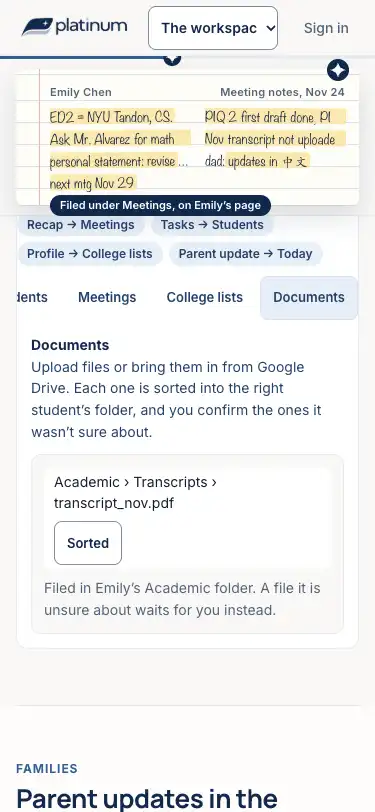 platinum
The workspac
Sign in
Emily Chen
Meeting notes, Nov 24
ED2 = NYU Tandon, CS.
Ask Mr. Alvarez for math
personal statement: revise ...
next mtg Nov 29
PIQ 2 first draft done. PI
Nov transcript not uploade
dad: updates in 中文
Filed under Meetings, on Emily's page
Recap → Meetings
Tasks → Students
Profile → College lists
Parent update → Today
dents
Meetings
College lists
Documents
Documents
Upload files or bring them in from Google
Drive. Each one is sorted into the right
student's folder, and you confirm the ones it
wasn't sure about.
Academic › Transcripts ›
transcript_nov.pdf
Sorted
Filed in Emily's Academic folder. A file it is
unsure about waits for you instead.
FAMILIES
Parent updates in the